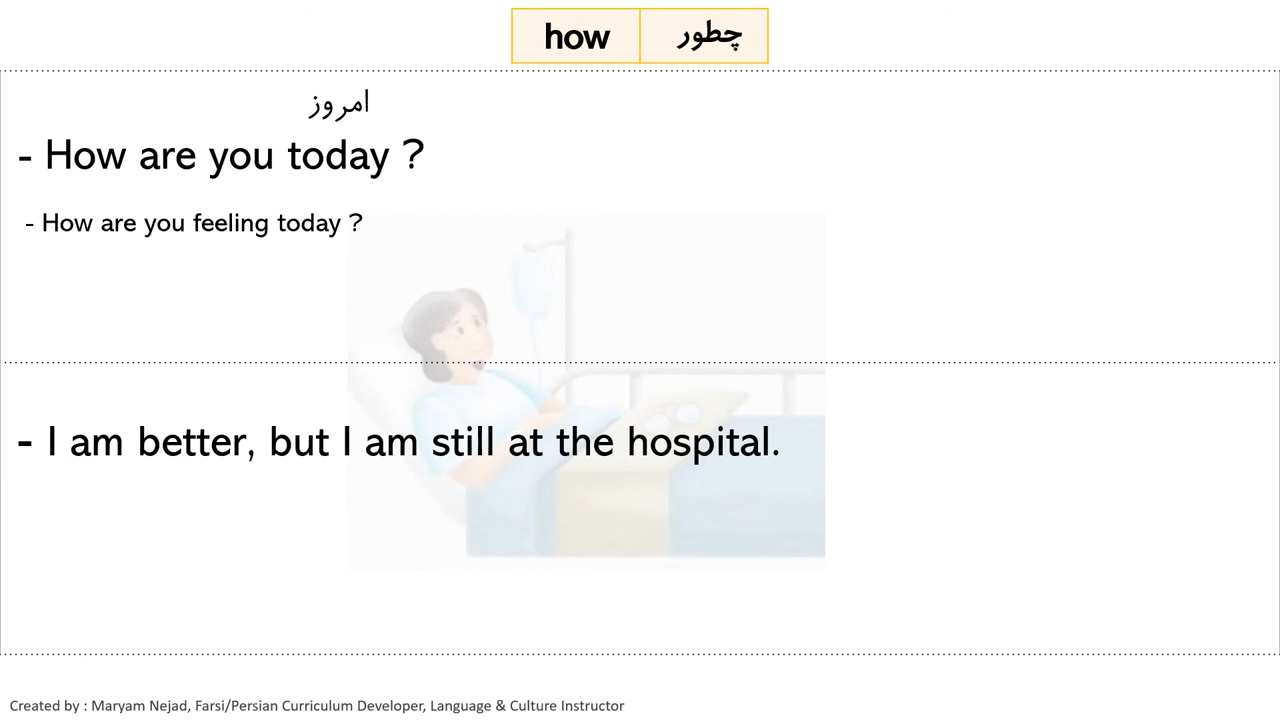 how چطور
امروز
- How are you today ?
- How are you feeling today ?
- I am better, but I am still at the hospital.
Created by : Maryam Nejad, Farsi/Persian Curriculum Developer, Language & Culture Instructor